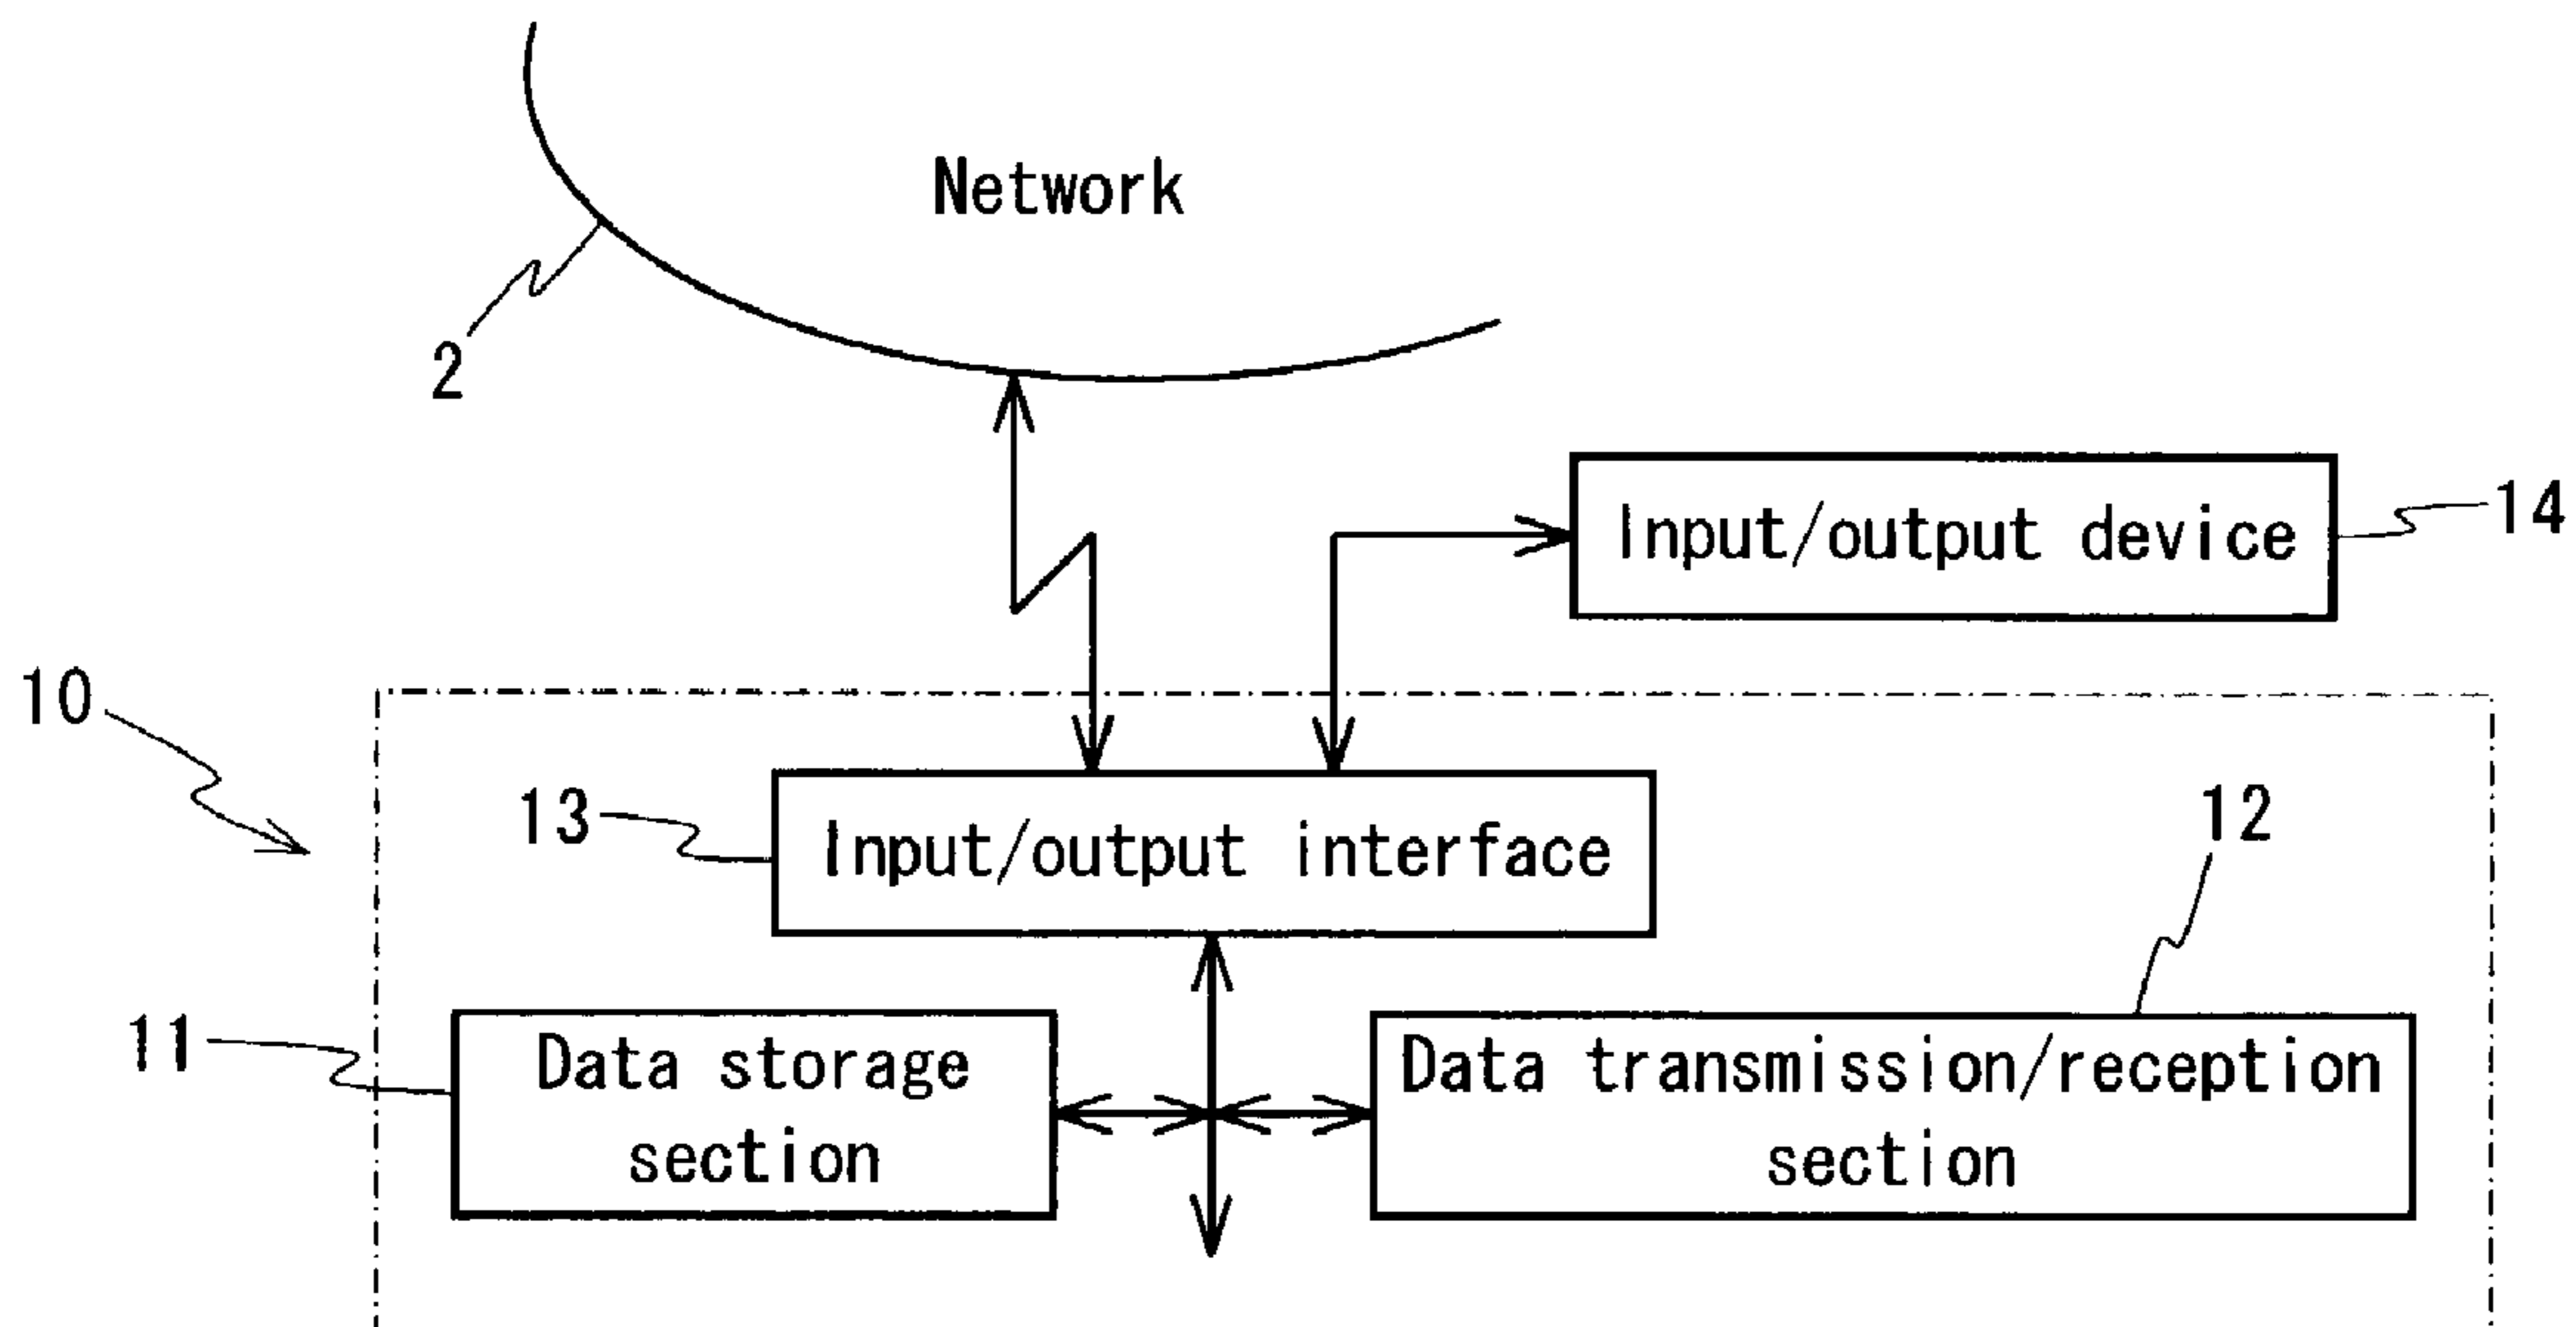 Network
2
Input/output device
14
10
13
Input/output interface
12
11
Data storage
section
Data transmission/reception
section